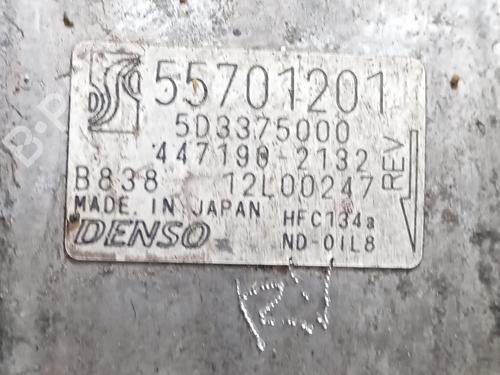 55701201
5D3375000
447190-2132
B838 12L00247
REV
MADE IN JAPAN HFC134a
DENSO ND-OIL8